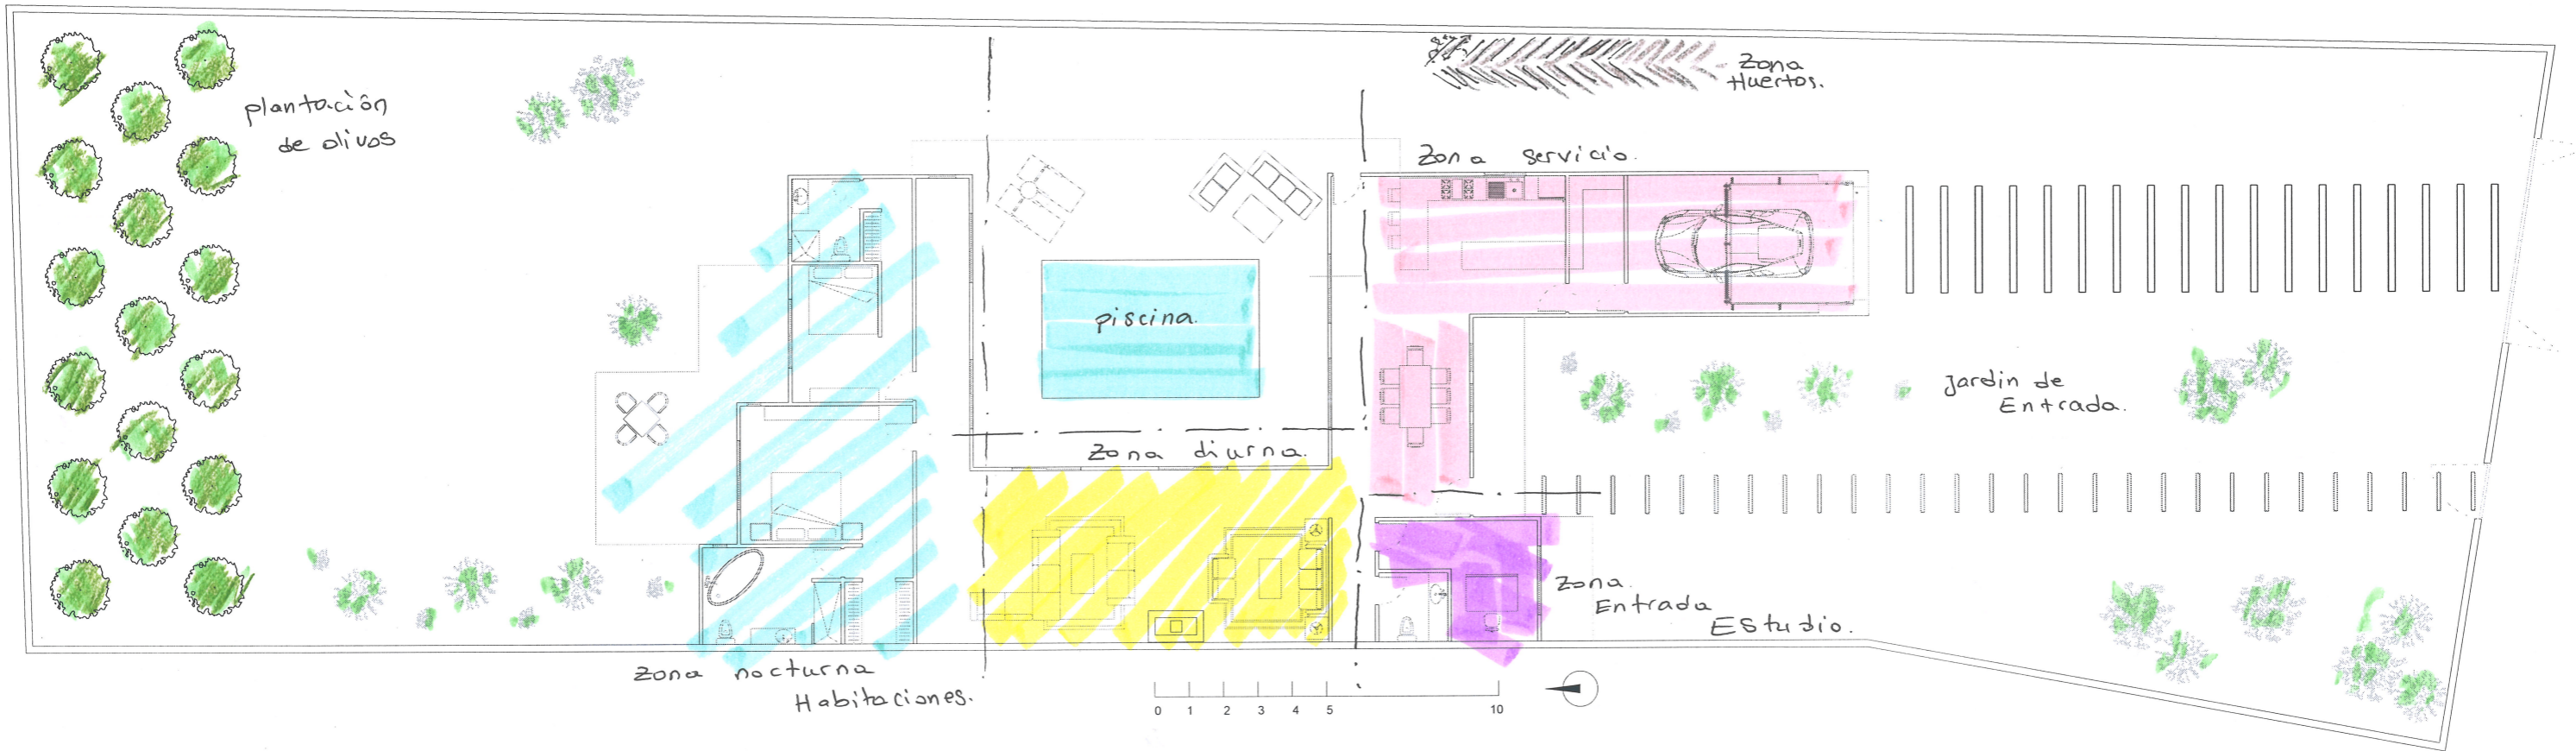 plantación
de olivos
Zona
Huertos.
Zona servicio.
piscina.
Jardin de
Entrada.
Zona diurna.
Zona
Entrada
Estudio.
Zona nocturna
Habitaciones.
0 1 2 3 4 5 10